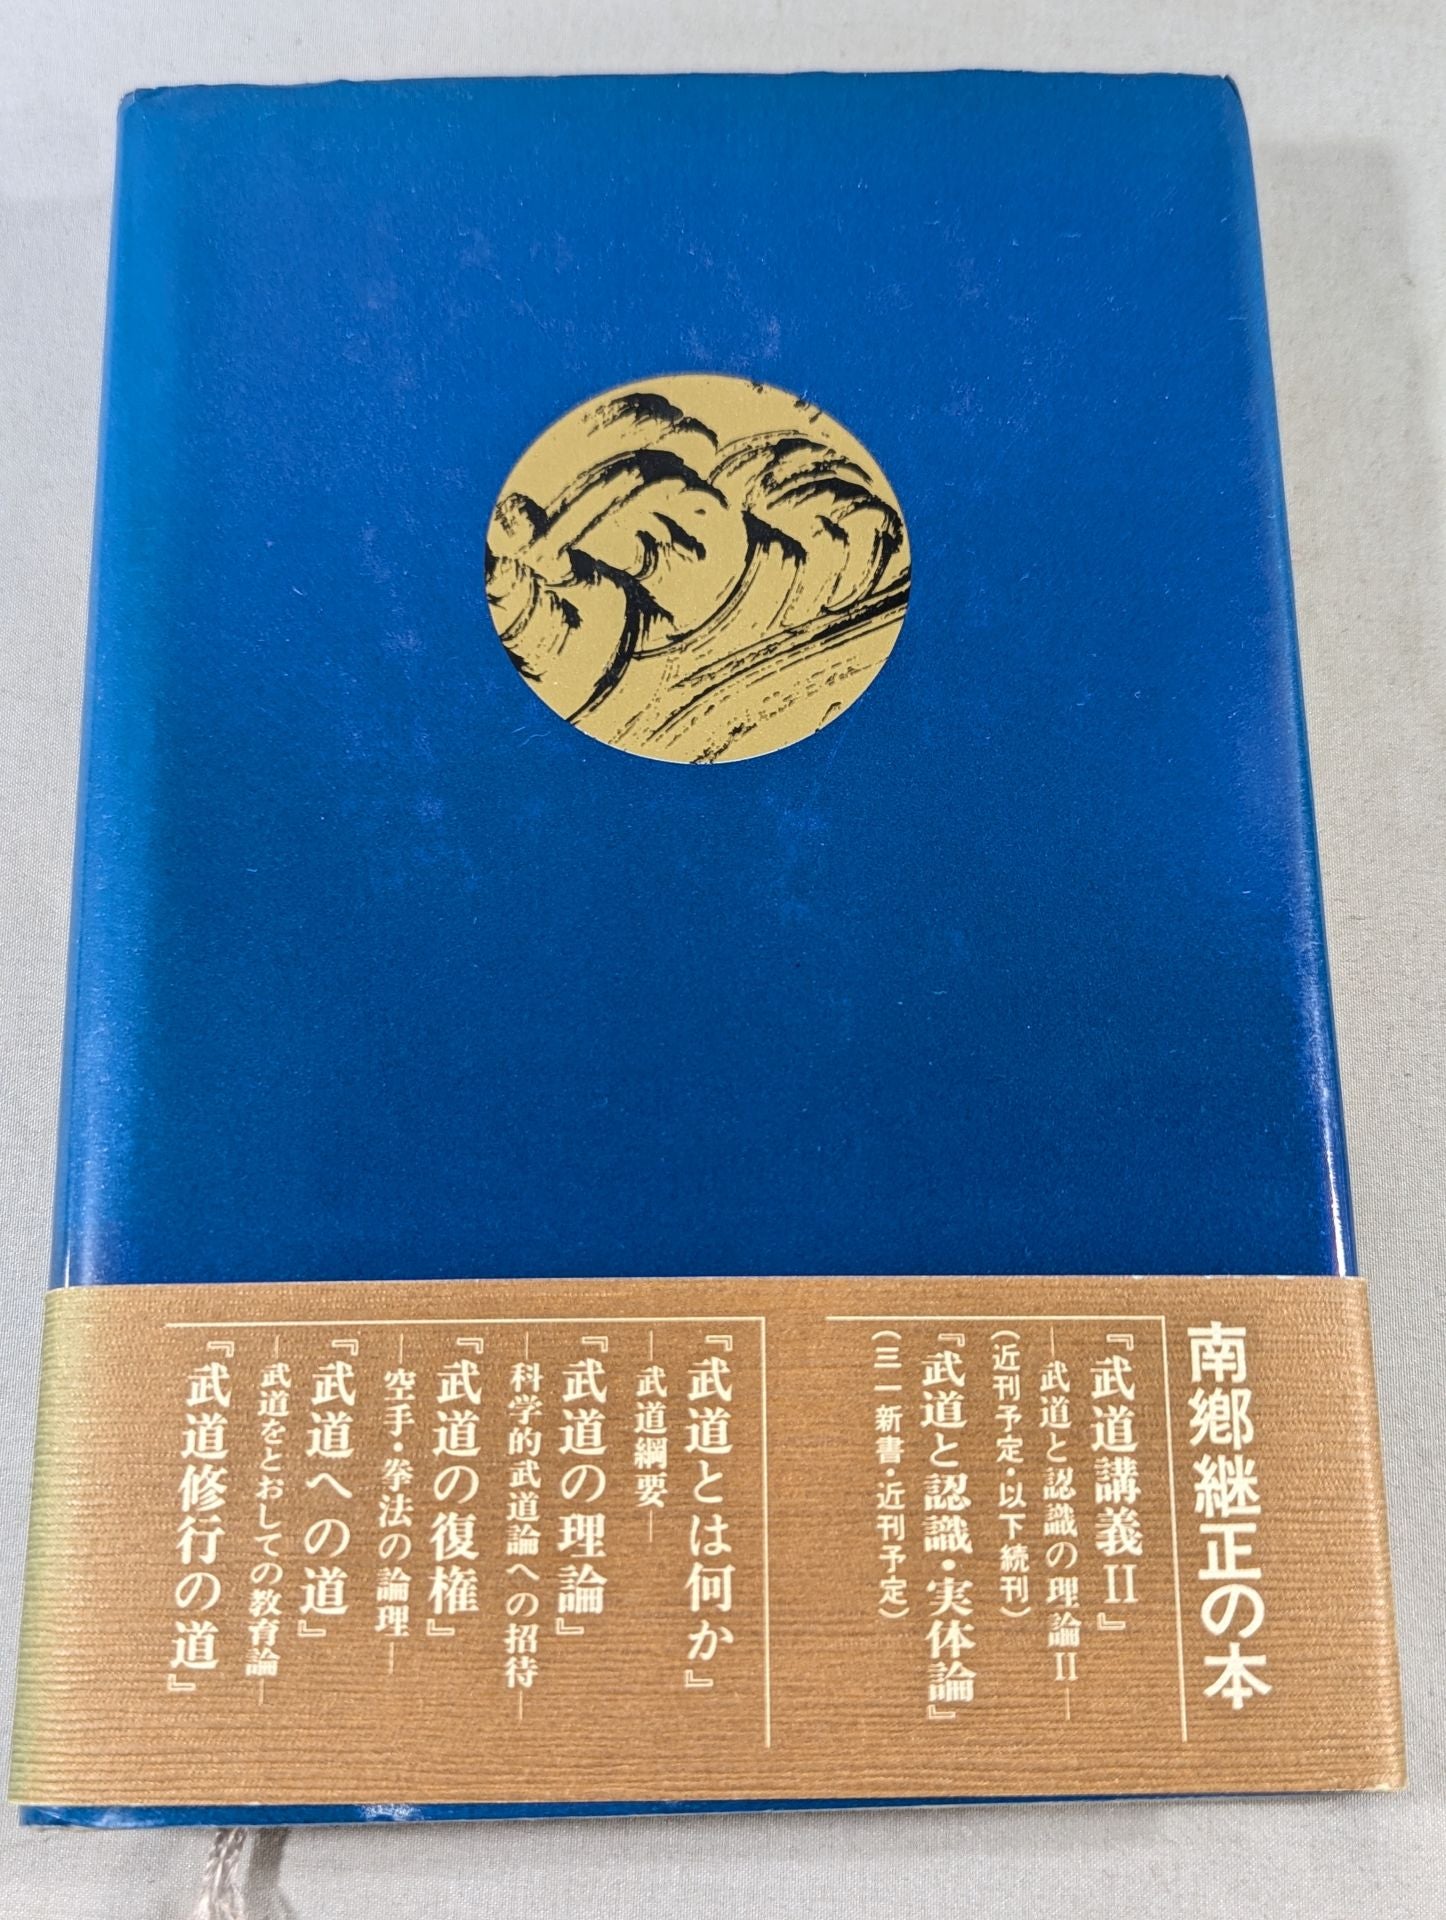 南郷継正の本
『武道講義II』
—武道と認識の理論II—
(近刊予定・以下続刊)
『武道と認識・実体論』
(三一新書・近刊予定)
『武道とは何か』
—武道綱要—
『武道の理論』
—科学的武道論への招待—
『武道の復権』
—空手・拳法の論理—
『武道への道』
—武道をとおしての教育論—
『武道修行の道』